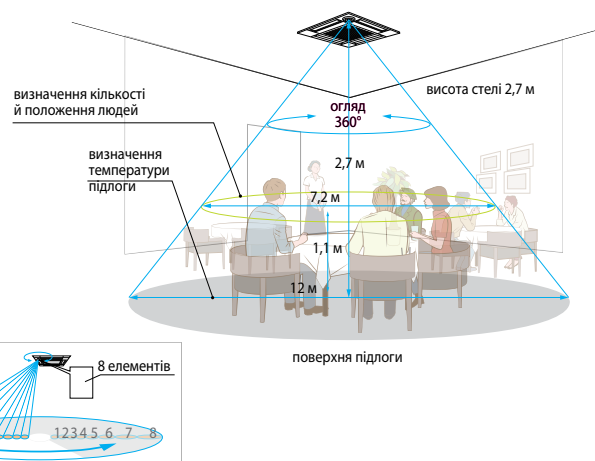 висота стелі 2,7 м
визначення кількості
й положення людей
огляд
360°
визначення
температури
підлоги
2,7 м
7,2 м
1,1 м
12 м
поверхня підлоги
8 елементів
1 2 3 4 5 6 7 8